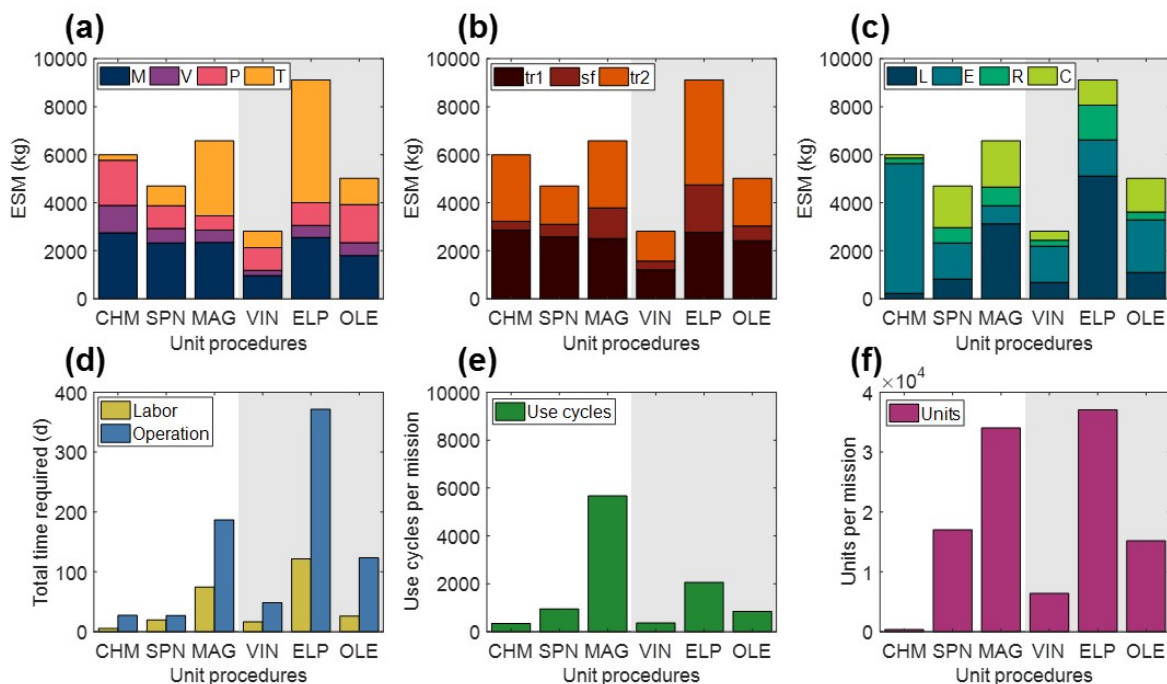 (a)
M V P T
10000
8000
6000
4000
2000
0
ESM (kg)
CHM SPN MAG VIN ELP OLE
Unit procedures
(b)
tr1 sf tr2
10000
8000
6000
4000
2000
0
ESM (kg)
CHM SPN MAG VIN ELP OLE
Unit procedures
(c)
L E R C
10000
8000
6000
4000
2000
0
ESM (kg)
CHM SPN MAG VIN ELP OLE
Unit procedures
(d)
Labor
Operation
400
300
200
100
0
Total time required (d)
CHM SPN MAG VIN ELP OLE
Unit procedures
(e)
Use cycles
10000
8000
6000
4000
2000
0
Use cycles per mission
CHM SPN MAG VIN ELP OLE
Unit procedures
(f)
×10⁴
Units
4
3
2
1
0
Units per mission
CHM SPN MAG VIN ELP OLE
Unit procedures